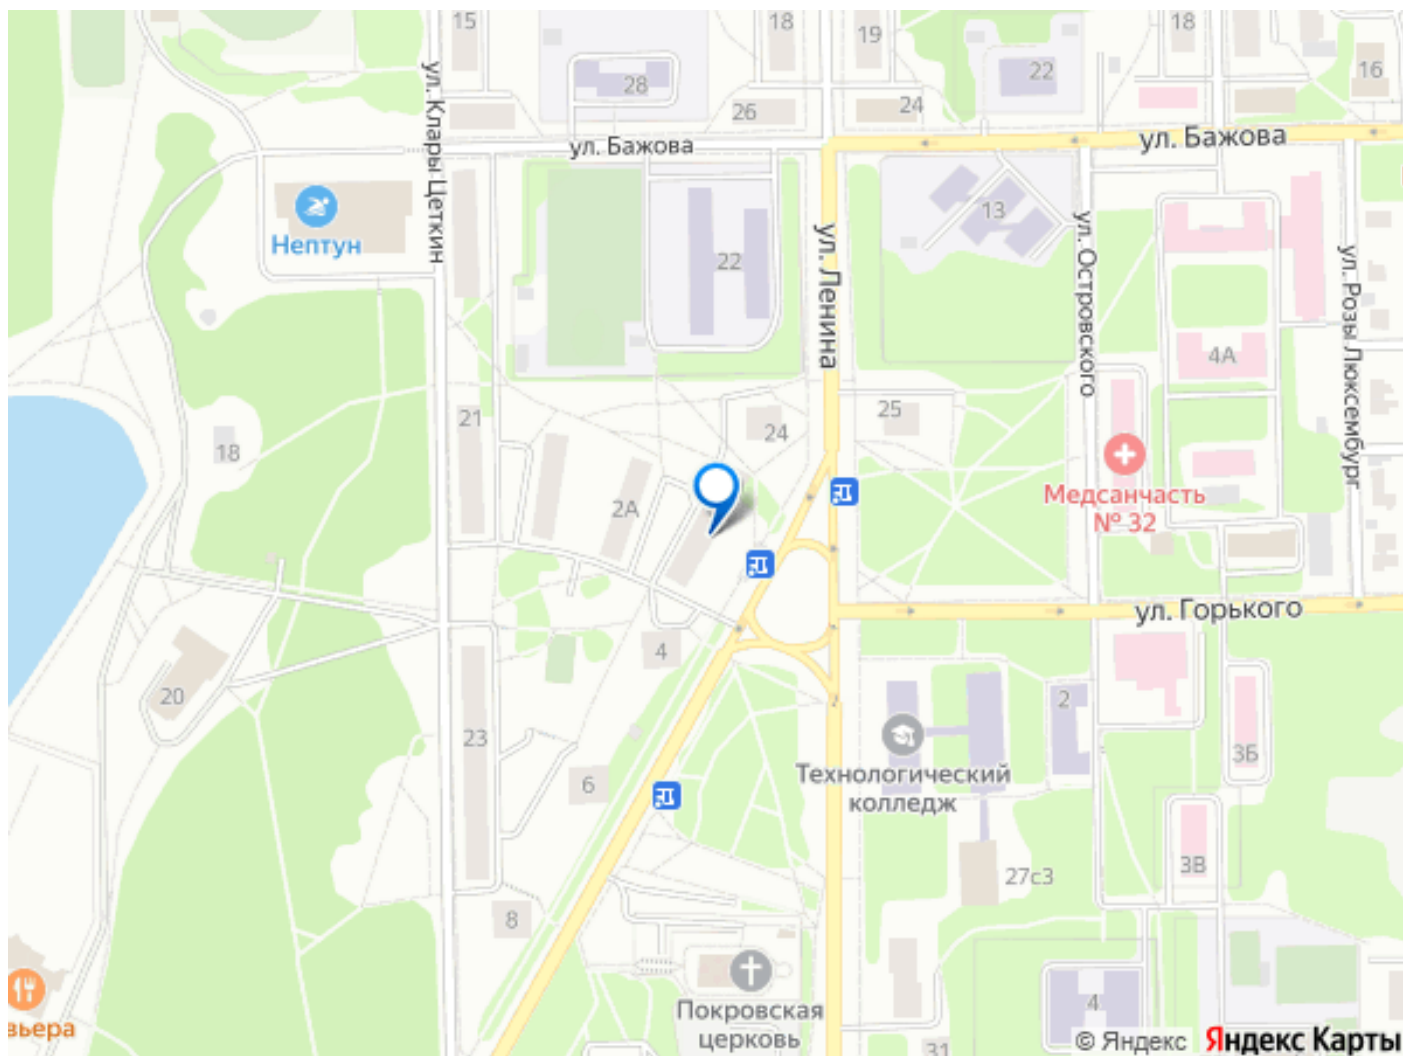 15
18
19
18
22
16
28
26
24
ул. Бажова
ул. Бажова
ул. Клары Цеткин
Нептун
22
ул. Ленина
13
ул. Островского
ул. Розы Люксембург
4А
21
24
25
18
2А
Медсанчасть
№ 32
ул. Горького
4
20
2
23
6
Технологический
колледж
3Б
3В
27с3
8
Покровская
церковь
4
31
вьера
© Яндекс
Яндекс Карты